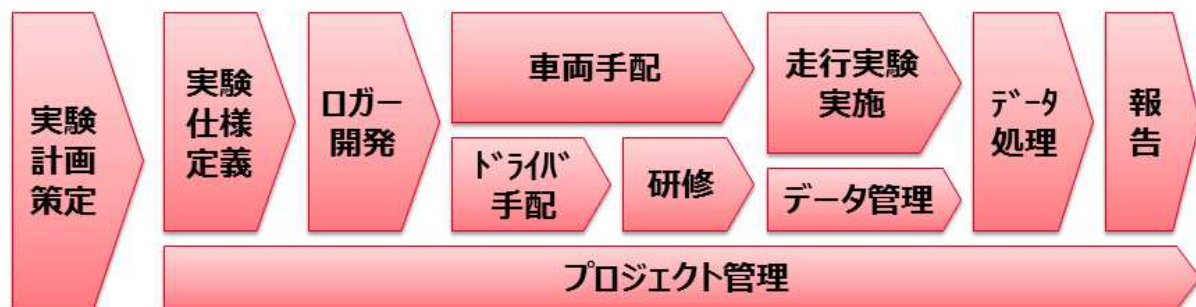 実験
計画
策定
実験
仕様
定義
ロガー
開発
車両手配
ﾄﾞﾗｲﾊﾞ
手配
研修
走行実験
実施
データ管理
ﾃﾞｰﾀ
処理
報
告
プロジェクト管理